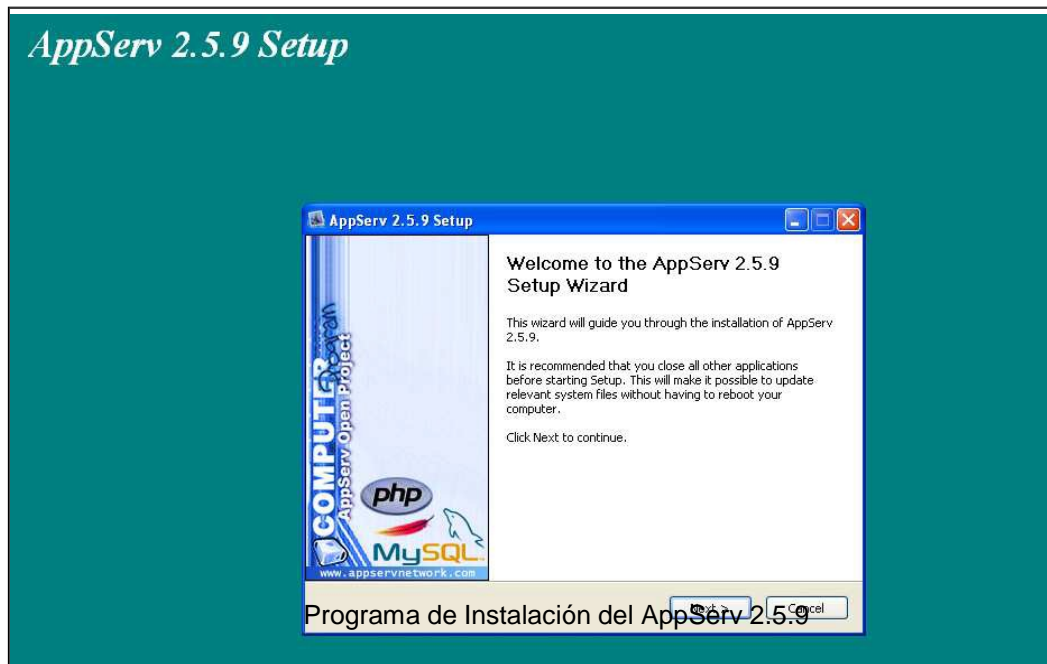 AppServ 2.5.9 Setup
AppServ 2.5.9 Setup
Welcome to the AppServ 2.5.9
Setup Wizard
This wizard will guide you through the installation of AppServ
2.5.9.
It is recommended that you close all other applications
before starting Setup. This will make it possible to update
relevant system files without having to reboot your
computer.
Click Next to continue.
COMPUTER
Program
AppServ Open Project
php
MySQL
www.appservnetwork.com
Next >
Cancel
Programa de Instalación del AppServ 2.5.9